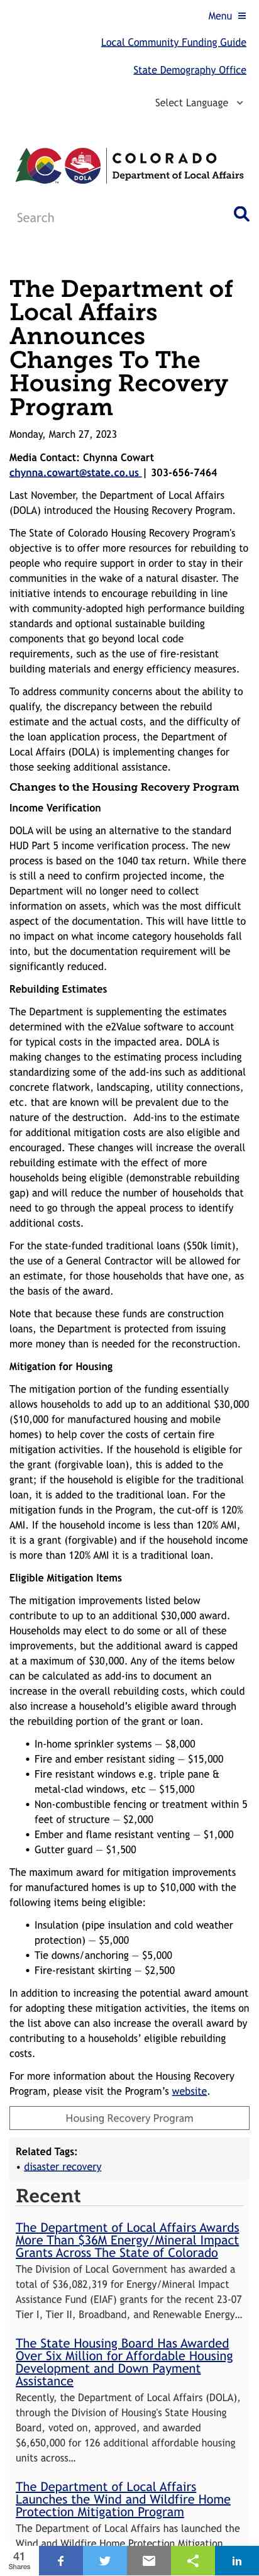 Menu ≡
Local Community Funding Guide
State Demography Office
Select Language
COLORADO
Department of Local Affairs
CO
DOLA
Search
The Department of
Local Affairs
Announces
Changes To The
Housing Recovery
Program
Monday, March 27, 2023
Media Contact: Chynna Cowart
chynna.cowart@state.co.us | 303-656-7464
Last November, the Department of Local Affairs
(DOLA) introduced the Housing Recovery Program.
The State of Colorado Housing Recovery Program's
objective is to offer more resources for rebuilding to
people who require support in order to stay in their
communities in the wake of a natural disaster. The
initiative intends to encourage rebuilding in line
with community-adopted high performance building
standards and optional sustainable building
components that go beyond local code
requirements, such as the use of fire-resistant
building materials and energy efficiency measures.
To address community concerns about the ability to
qualify, the discrepancy between the rebuild
estimate and the actual costs, and the difficulty of
the loan application process, the Department of
Local Affairs (DOLA) is implementing changes for
those seeking additional assistance.
Changes to the Housing Recovery Program
Income Verification
DOLA will be using an alternative to the standard
HUD Part 5 income verification process. The new
process is based on the 1040 tax return. While there
is still a need to confirm projected income, the
Department will no longer need to collect
information on assets, which was the most difficult
aspect of the documentation. This will have little to
no impact on what income category households fall
into, but the documentation requirement will be
significantly reduced.
Rebuilding Estimates
The Department is supplementing the estimates
determined with the e2Value software to account
for typical costs in the impacted area. DOLA is
making changes to the estimating process including
standardizing some of the add-ins such as additional
concrete flatwork, landscaping, utility connections,
etc. that are known will be prevalent due to the
nature of the destruction.  Add-ins to the estimate
for additional mitigation costs are also eligible and
encouraged. These changes will increase the overall
rebuilding estimate with the effect of more
households being eligible (demonstrating rebuilding
gap) and will reduce the number of households that
need to go through the appeal process to identify
additional costs.
For the state-funded traditional loans ($50k limit),
the use of a General Contractor will be allowed for
an estimate, for those households that have one, as
the basis of the award.
Note that because these funds are construction
loans, the Department is protected from issuing
more money than is needed for the reconstruction.
Mitigation for Housing
The mitigation portion of the funding essentially
allows households to add up to an additional $30,000
($10,000 for manufactured housing and mobile
homes) to help cover the costs of certain fire
mitigation activities. If the household is eligible for
the grant (forgivable loan), this is added to the
grant; if the household is eligible for the traditional
loan, it is added to the traditional loan. For the
mitigation funds in the Program, the cut-off is 120%
AMI. If the household income is less than 120% AMI,
it is a grant (forgivable) and if the household income
is more than 120% AMI it is a traditional loan.
Eligible Mitigation Items
The mitigation improvements listed below
contribute to up to an additional $30,000 award.
Households may elect to do some or all of these
improvements, but the additional award is capped
at a maximum of $30,000. Any of the items below
can be calculated as add-ins to document an
increase in the overall rebuilding costs, which could
also increase a household's eligible award through
the rebuilding portion of the grant or loan.
• In-home sprinkler systems — $8,000
• Fire and ember resistant siding — $15,000
• Fire resistant windows e.g. triple pane &
metal-clad windows, etc — $15,000
• Non-combustible fencing or treatment within 5
feet of structure — $2,000
• Ember and flame resistant venting — $1,000
• Gutter guard — $1,500
The maximum award for mitigation improvements
for manufactured homes is up to $10,000 with the
following items being eligible:
• Insulation (pipe insulation and cold weather
protection) — $5,000
• Tie downs/anchoring — $5,000
• Fire-resistant skirting — $2,500
In addition to increasing the potential award amount
for adopting these mitigation activities, the items on
the list above can also increase the overall award by
contributing to a households' eligible rebuilding
costs.
For more information about the Housing Recovery
Program, please visit the Program's website.
Housing Recovery Program
Related Tags:
• disaster recovery
Recent
The Department of Local Affairs Awards
More Than $36M Energy/Mineral Impact
Grants Across The State of Colorado
The Division of Local Government has awarded a
total of $36,082,319 for Energy/Mineral Impact
Assistance Fund (EIAF) grants for the recent 23-07
Tier I, Tier II, Broadband, and Renewable Energy…
The State Housing Board Has Awarded
Over Six Million for Affordable Housing
Development and Down Payment
Assistance
Recently, the Department of Local Affairs (DOLA),
through the Division of Housing's State Housing
Board, voted on, approved, and awarded
$6,650,000 for 126 additional affordable housing
units across…
The Department of Local Affairs
Launches the Wind and Wildfire Home
Protection Mitigation Program
The Department of Local Affairs has launched the
Wind and Wildfire Home Protection Mitigation
41
Shares